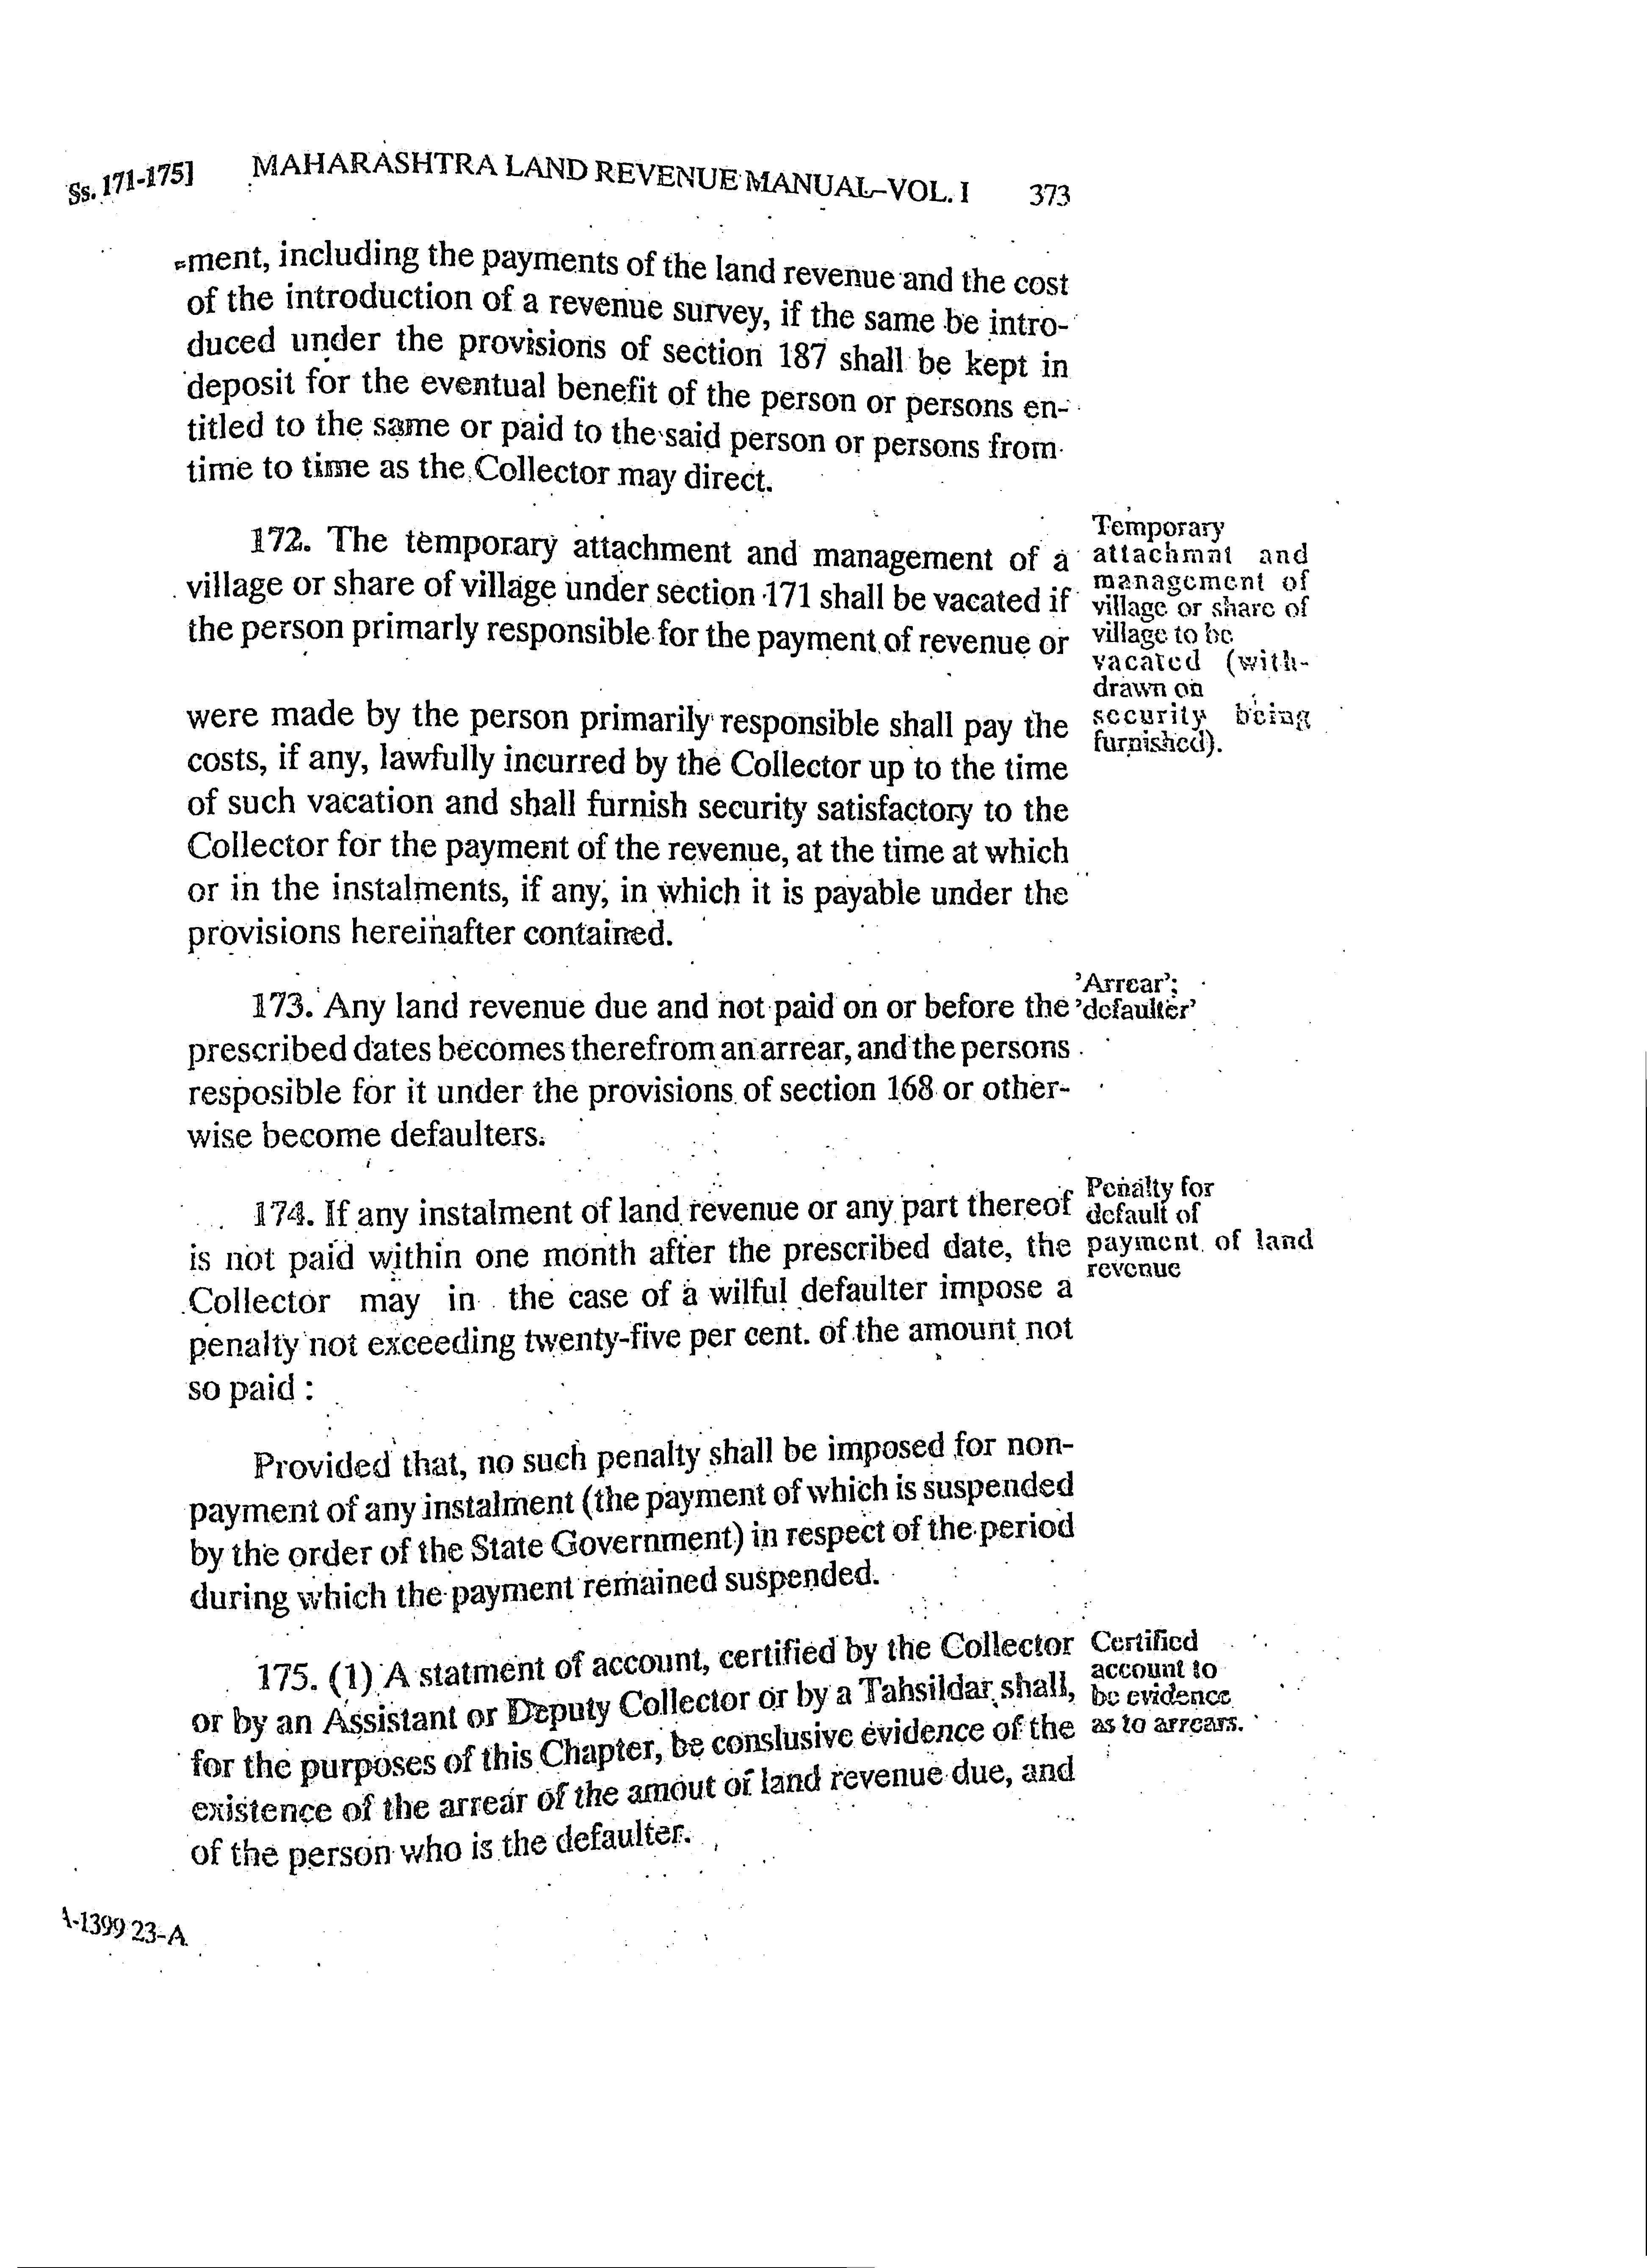 Ss. 171-175] MAHARASHTRA LAND REVENUE MANUAL–VOL. I 373
ment, including the payments of the land revenue and the cost
of the introduction of a revenue survey, if the same be intro-
duced under the provisions of section 187 shall be kept in
deposit for the eventual benefit of the person or persons en-
titled to the same or paid to the said person or persons from
time to time as the Collector may direct.
172. The temporary attachment and management of a
village or share of village under section 171 shall be vacated if
the person primarly responsible for the payment of revenue or
Temporary
attachmnt and
management of
village or share of
village to be
vacated (with-
drawn on
security being
furnished).
were made by the person primarily responsible shall pay the
costs, if any, lawfully incurred by the Collector up to the time
of such vacation and shall furnish security satisfactory to the
Collector for the payment of the revenue, at the time at which
or in the instalments, if any, in which it is payable under the
provisions hereinafter contained.
173. Any land revenue due and not paid on or before the
prescribed dates becomes therefrom an arrear, and the persons
resposible for it under the provisions of section 168 or other-
wise become defaulters.
'Arrear';
'defaulter'
174. If any instalment of land revenue or any part thereof
is not paid within one month after the prescribed date, the
Collector may in the case of a wilful defaulter impose a
penalty not exceeding twenty-five per cent. of the amount not
so paid :
Penalty for
default of
payment of land
revenue
Provided that, no such penalty shall be imposed for non-
payment of any instalment (the payment of which is suspended
by the order of the State Government) in respect of the period
during which the payment remained suspended.
175. (1) A statment of account, certified by the Collector
or by an Assistant or Deputy Collector or by a Tahsildar shall,
for the purposes of this Chapter, be conslusive evidence of the
existence of the arrear of the amout of land revenue due, and
of the person who is the defaulter.
Certified
account to
be evidence
as to arrears.
A-1399 23-A